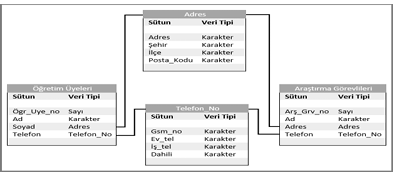 Adres
Sütun Veri Tipi
Adres Karakter
Şehir Karakter
İlçe Karakter
Posta_Kodu Karakter
Öğretim Üyeleri
Sütun Veri Tipi
Ögr_Uye_no Sayı
Ad Karakter
Soyad Adres
Telefon Telefon_No
Telefon_No
Sütun Veri Tipi
Gsm_no Karakter
Ev_tel Karakter
İş_tel Karakter
Dahili Karakter
Araştırma Görevlileri
Sütun Veri Tipi
Arş_Grv_no Sayı
Ad Karakter
Adres Adres
Telefon Telefon_No